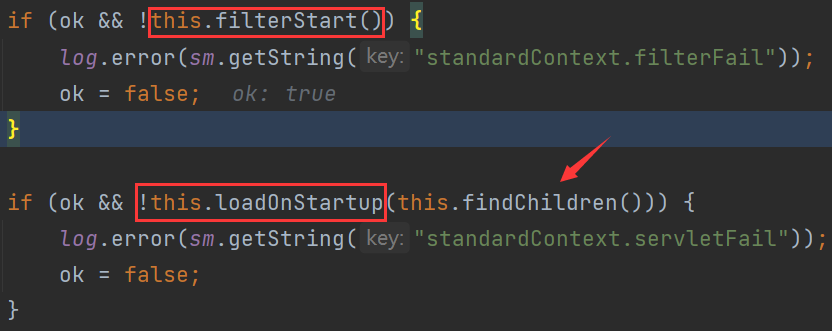 if (ok && !this.filterStart()) {
log.error(sm.getString( key: "standardContext.filterFail"));
ok = false; ok: true
}
if (ok && !this.loadOnStartup(this.findChildren())) {
log.error(sm.getString( key: "standardContext.servletFail"));
ok = false;
}